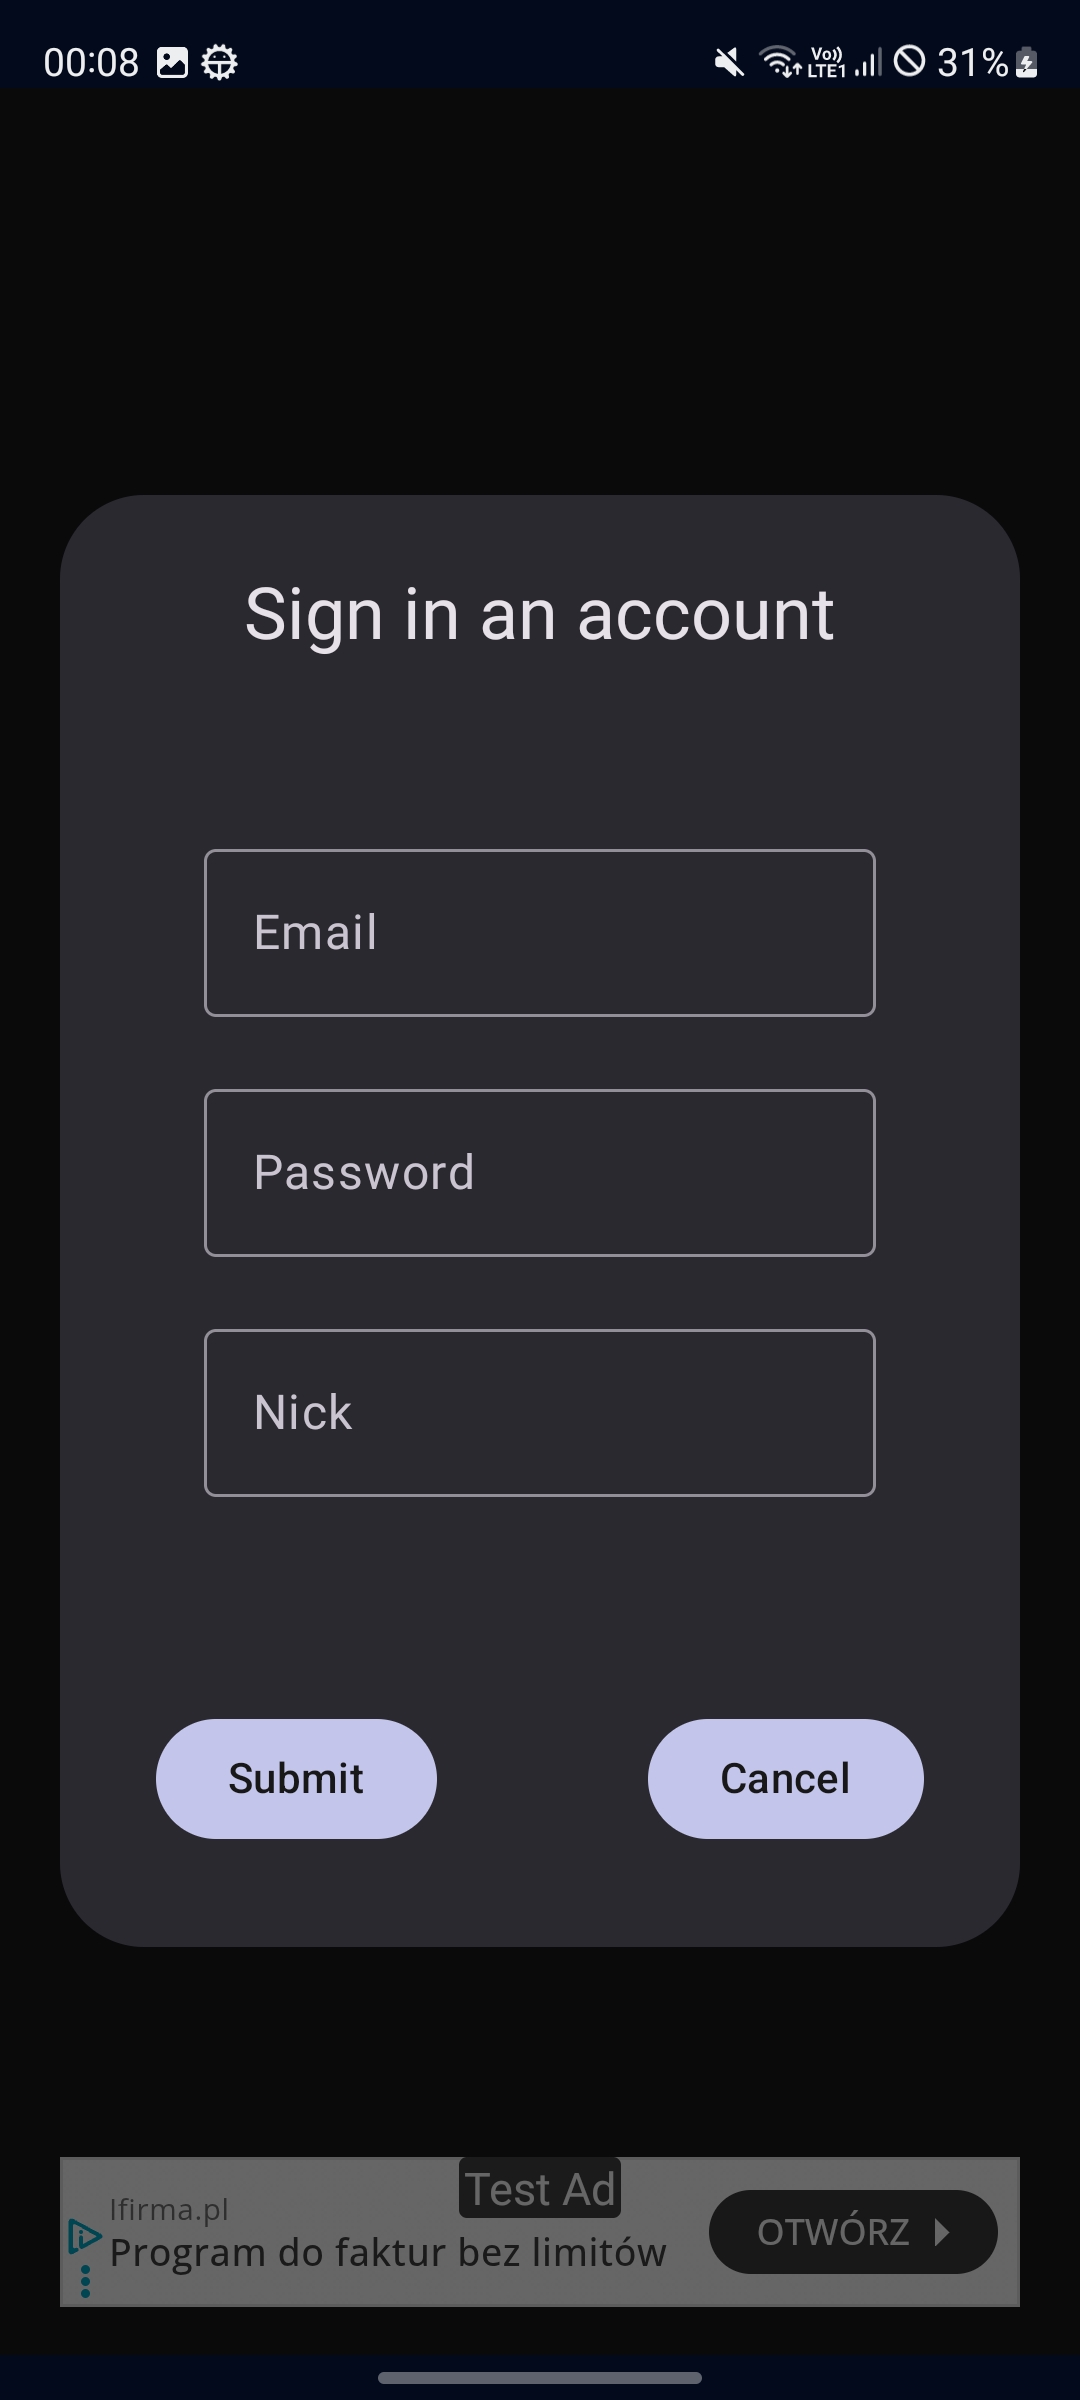 00:08
Vo))
LTE1
31%
Sign in an account
Email
Password
Nick
Submit
Cancel
Test Ad
Ifirma.pl
Program do faktur bez limitów
OTWÓRZ